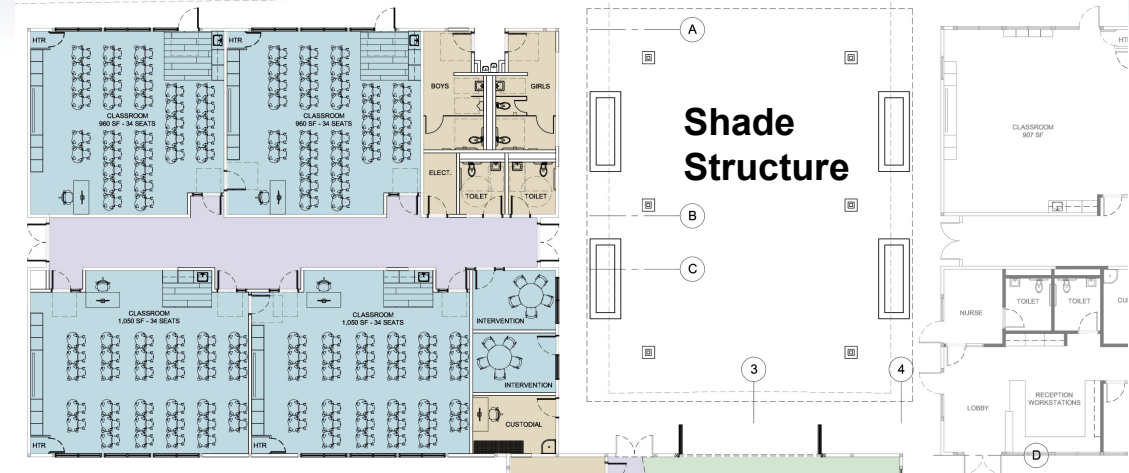 HTR
HTR
CLASSROOM
960 SF - 34 SEATS
CLASSROOM
960 SF - 34 SEATS
BOYS
GIRLS
ELECT.
TOILET
TOILET
A
Shade
Structure
B
C
3
4
CLASSROOM
907 SF
CLASSROOM
1,050 SF - 34 SEATS
CLASSROOM
1,050 SF - 34 SEATS
INTERVENTION
INTERVENTION
CUSTODIAL
HTR
HTR
NURSE
TOILET
TOILET
LOBBY
RECEPTION
WORKSTATIONS
D